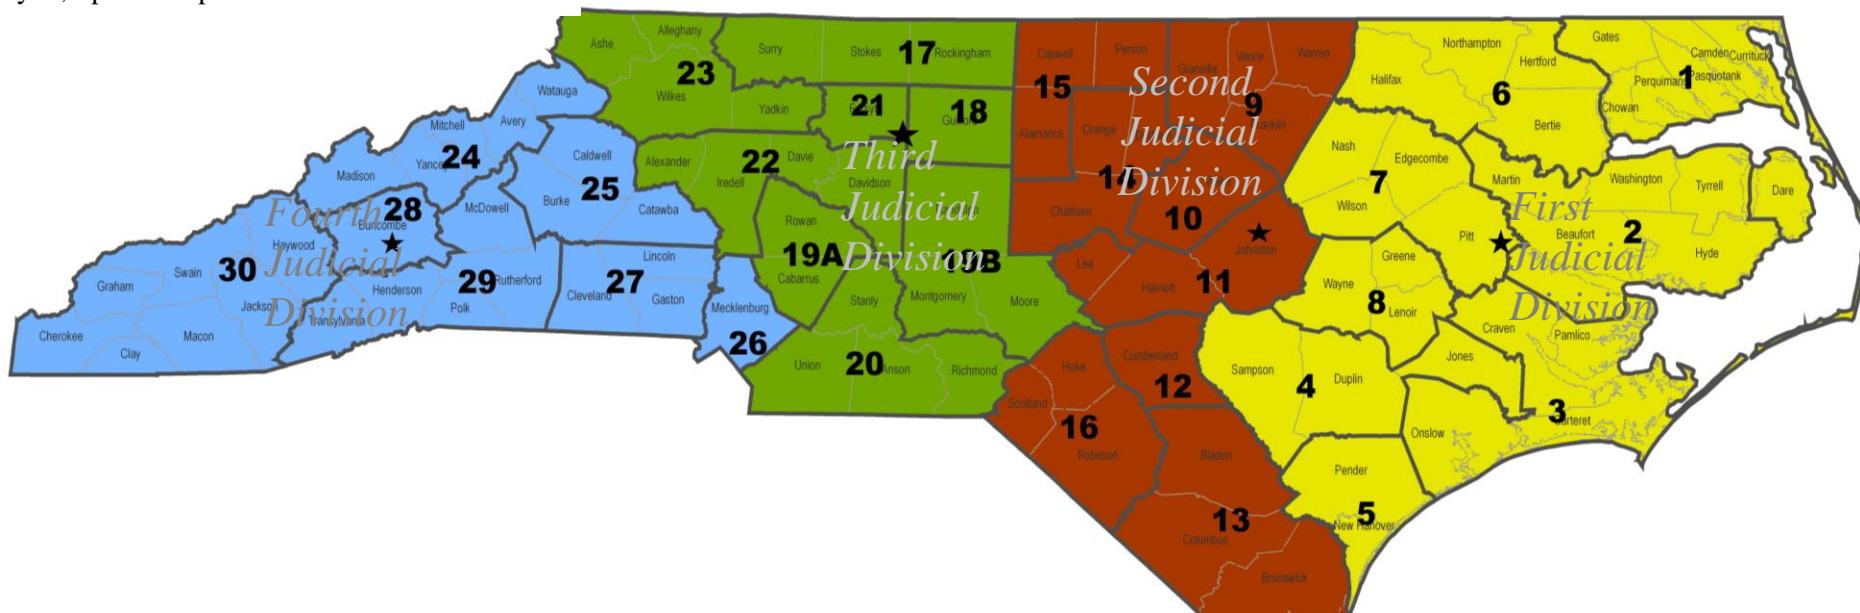 Ashe
Alleghany
Surry
Stokes
17
Rockingham
23
Wilkes
Yadkin
21
18
Watauga
Mitchell
Avery
24
Madison
Caldwell
25
Burke
Catawba
McDowell
Alexander
22
Davie
Iredell
Davidson
Rowan
19A
Cabarrus
Third
Judicial
Division
Stanly
Montgomery
Moore
20
Union
Anson
Richmond
Fourth
Judicial
Division
28
Buncombe
Haywood
Swain
30
Graham
Jackson
Cherokee
Clay
Macon
Henderson
Transylvania
29
Rutherford
Polk
Cleveland
27
Lincoln
Gaston
Mecklenburg
26
Caswell
Person
15
Granville
Vance
Warren
9
Alamance
Orange
Second
Judicial
Division
Chatham
10
Johnston
Lee
Harnett
11
Hoke
Cumberland
12
Scotland
16
Robeson
Bladen
13
Columbus
Brunswick
Northampton
Gates
Camden
Currituck
Hertford
Halifax
6
Perquimans
1
Pasquotank
Chowan
Bertie
Nash
Edgecombe
7
Wilson
Martin
Washington
Tyrrell
Dare
Pitt
First
Judicial
Division
Beaufort
2
Hyde
Greene
Wayne
8
Lenoir
Craven
Pamlico
Jones
Sampson
4
Duplin
3
Carteret
Onslow
Pender
5
New Hanover